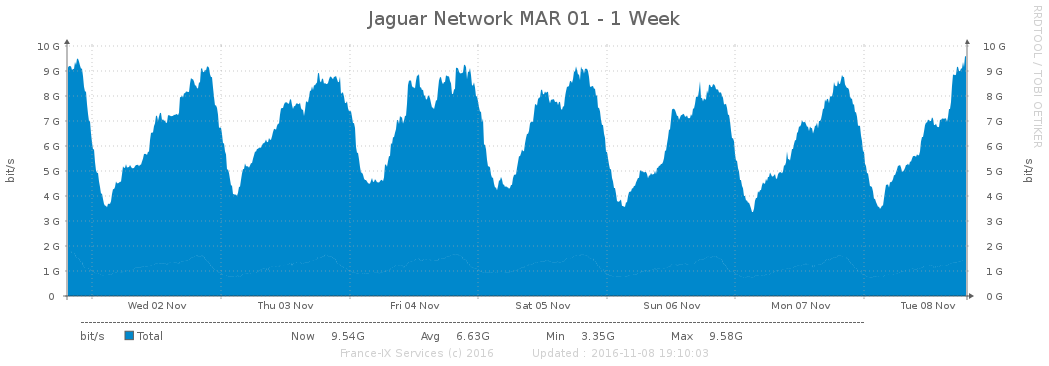 Jaguar Network MAR 01 - 1 Week
RRDTOOL / TOBI OETIKER
bit/s
10 G
9 G
8 G
7 G
6 G
5 G
4 G
3 G
2 G
1 G
0
10 G
9 G
8 G
7 G
6 G
5 G
4 G
3 G
2 G
1 G
0 G
bit/s
Wed 02 Nov Thu 03 Nov Fri 04 Nov Sat 05 Nov Sun 06 Nov Mon 07 Nov Tue 08 Nov
bit/s Total Now 9.54G Avg 6.63G Min 3.35G Max 9.58G
France-IX Services (c) 2016 Updated : 2016-11-08 19:10:03